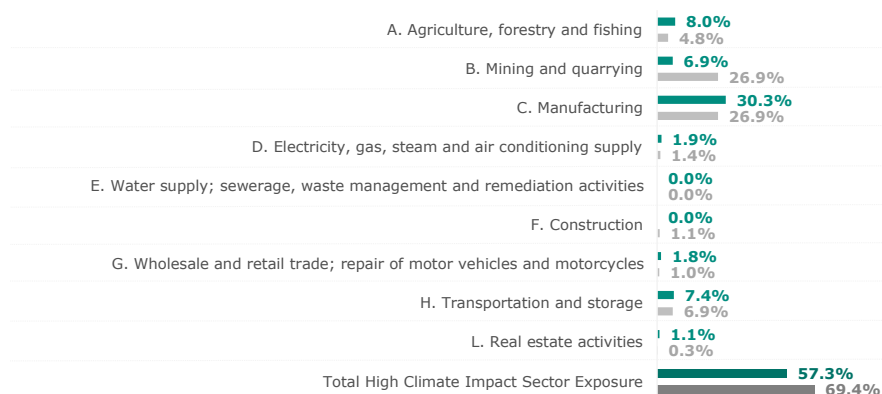 A. Agriculture, forestry and fishing
8.0%
4.8%
B. Mining and quarrying
6.9%
26.9%
C. Manufacturing
30.3%
26.9%
D. Electricity, gas, steam and air conditioning supply
1.9%
1.4%
E. Water supply; sewerage, waste management and remediation activities
0.0%
0.0%
F. Construction
0.0%
1.1%
G. Wholesale and retail trade; repair of motor vehicles and motorcycles
1.8%
1.0%
H. Transportation and storage
7.4%
6.9%
L. Real estate activities
1.1%
0.3%
Total High Climate Impact Sector Exposure
57.3%
69.4%